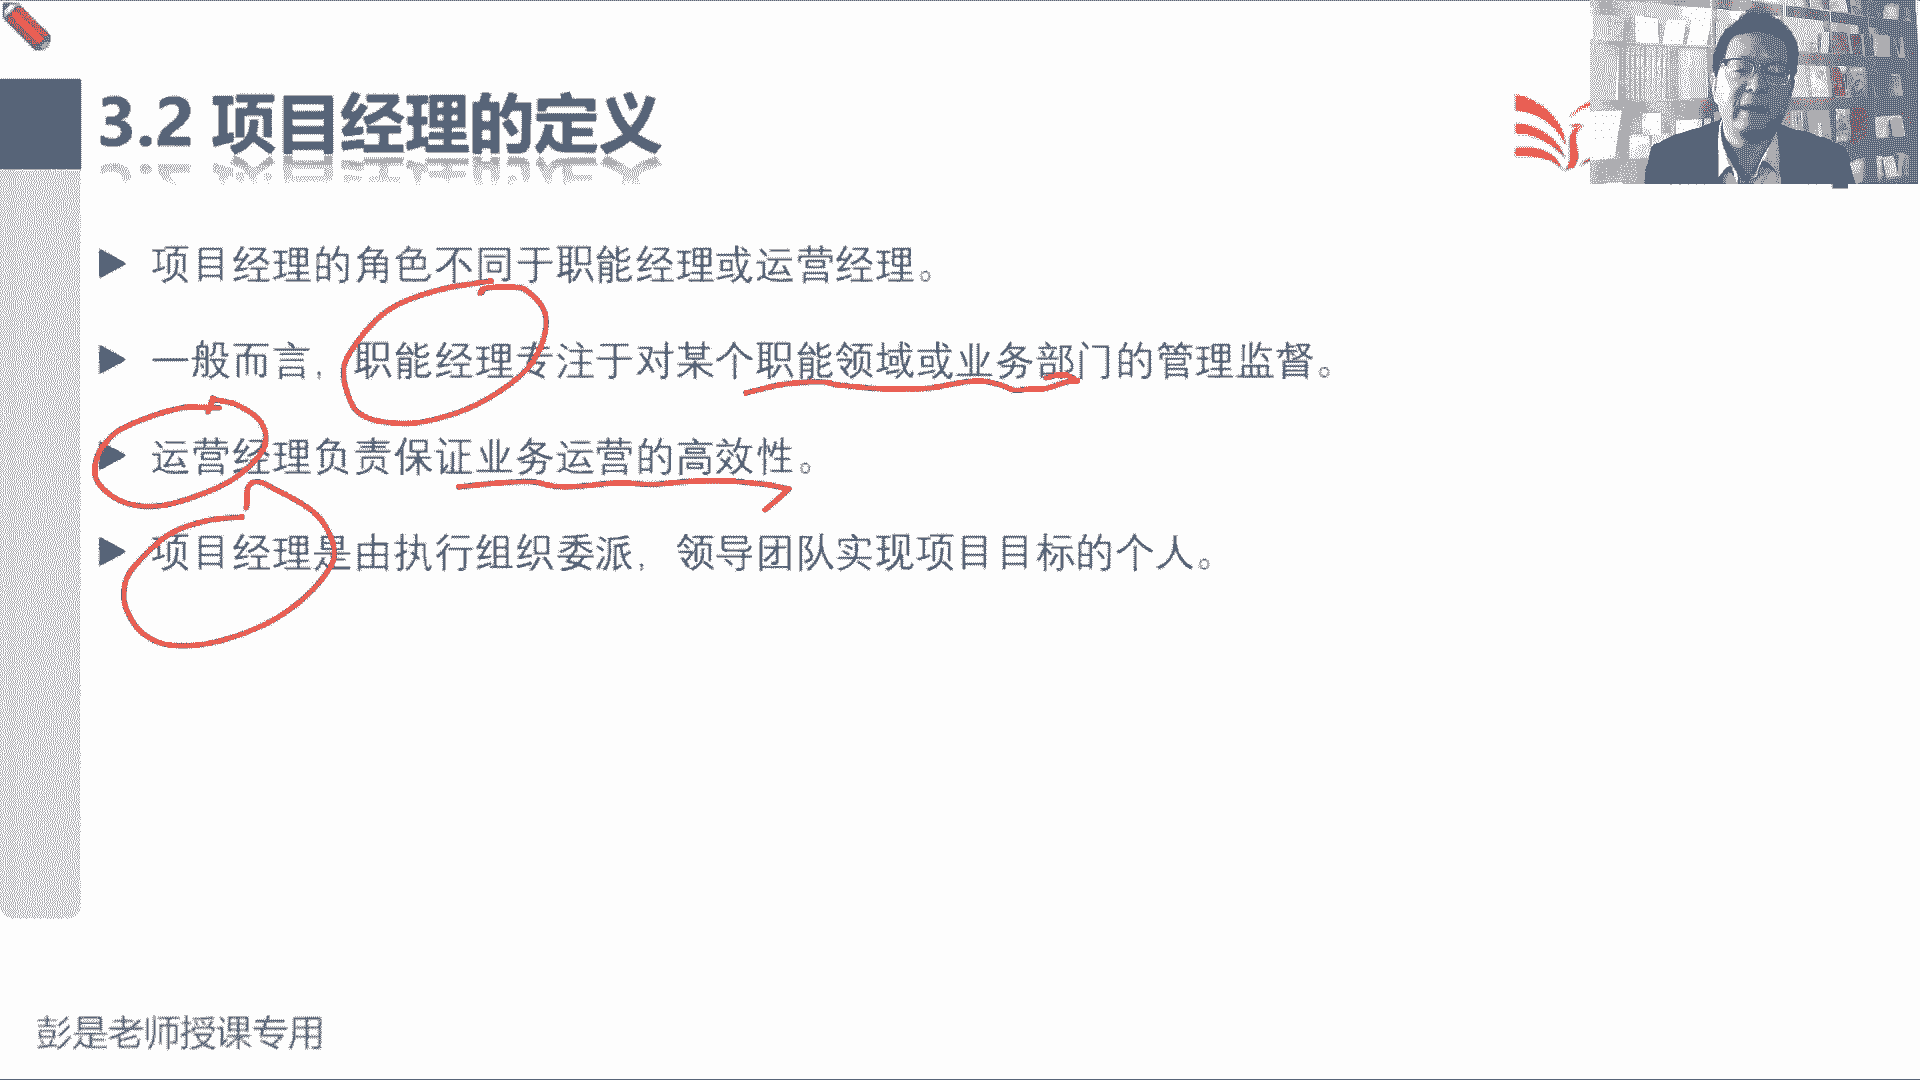 3.2 项目经理的定义
项目经理的角色不同于职能经理或运营经理。
一般而言，职能经理专注于对某个职能领域或业务部门的管理监督。
运营经理负责保证业务运营的高效性。
项目经理是由执行组织委派，领导团队实现项目目标的个人。
彭是老师授课专用